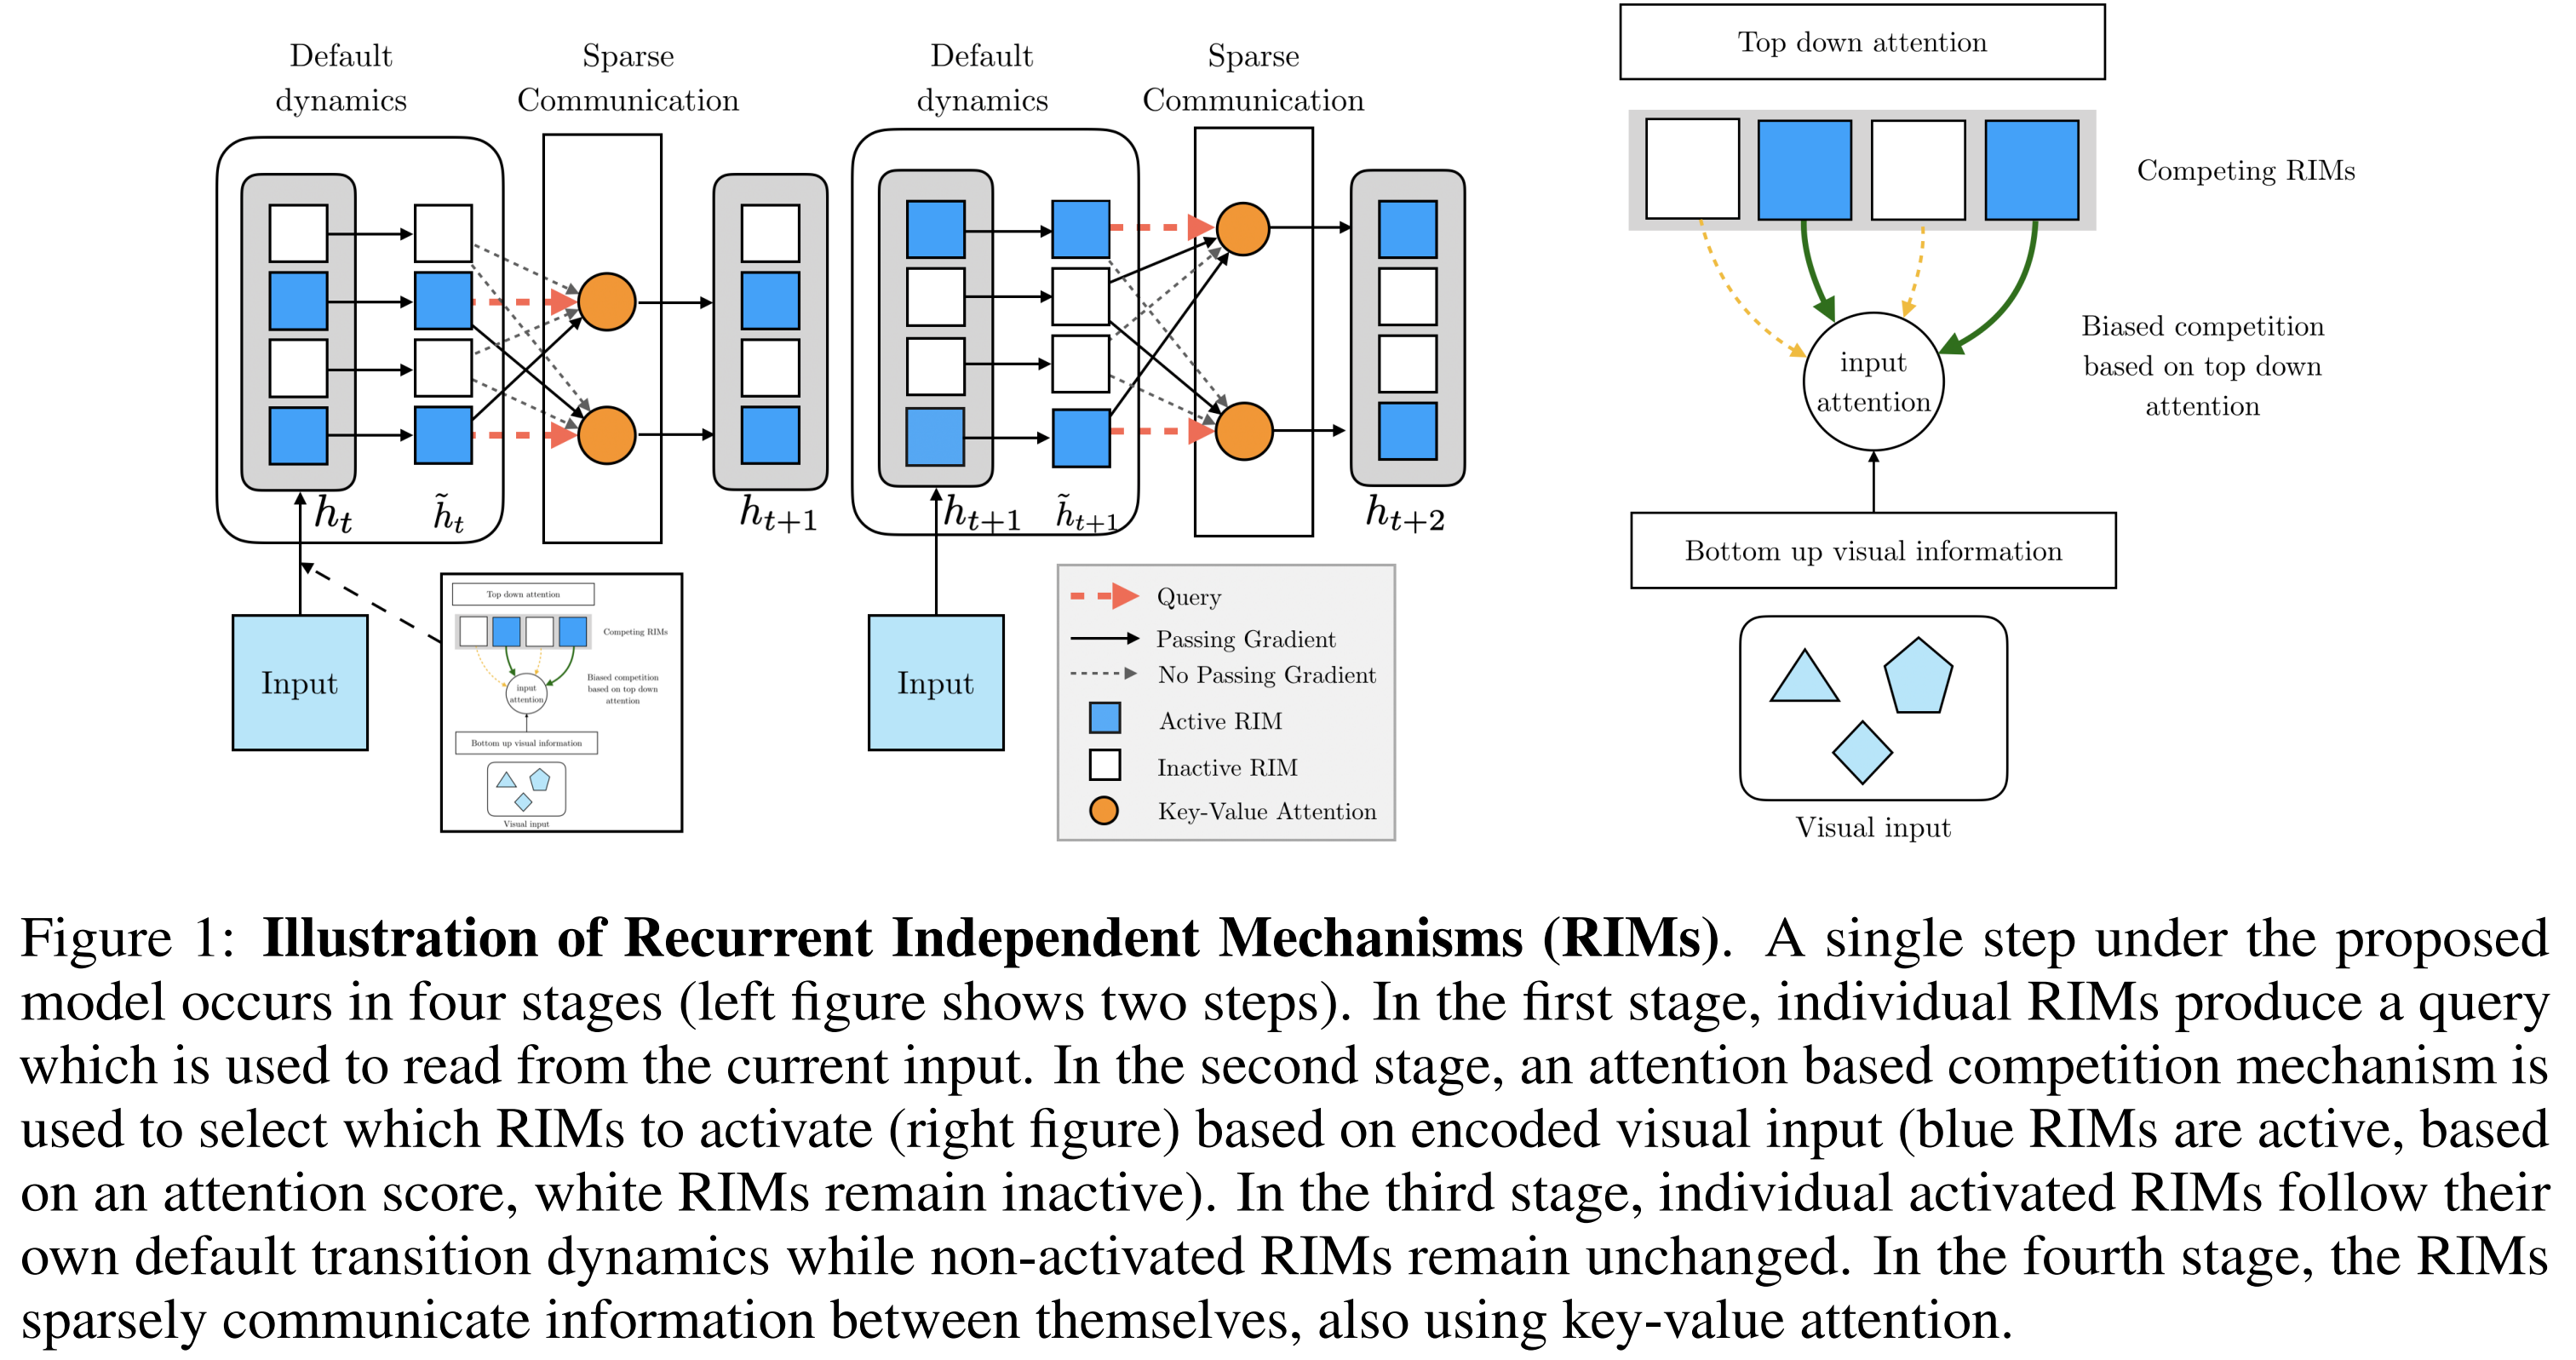 Default
dynamics
Sparse
Communication
Default
dynamics
Sparse
Communication
h_t
h̃_t
h_{t+1}
h_{t+1}
h̃_{t+1}
h_{t+2}
Input
Input
Top down attention
Competing RIMs
input
attention
Biased competition
based on top down
attention
Bottom up visual information
Visual input
Query
Passing Gradient
No Passing Gradient
Active RIM
Inactive RIM
Key-Value Attention
Top down attention
Competing RIMs
input
attention
Biased competition
based on top down
attention
Bottom up visual information
Visual input
Figure 1: Illustration of Recurrent Independent Mechanisms (RIMs). A single step under the proposed
model occurs in four stages (left figure shows two steps). In the first stage, individual RIMs produce a query
which is used to read from the current input. In the second stage, an attention based competition mechanism is
used to select which RIMs to activate (right figure) based on encoded visual input (blue RIMs are active, based
on an attention score, white RIMs remain inactive). In the third stage, individual activated RIMs follow their
own default transition dynamics while non-activated RIMs remain unchanged. In the fourth stage, the RIMs
sparsely communicate information between themselves, also using key-value attention.